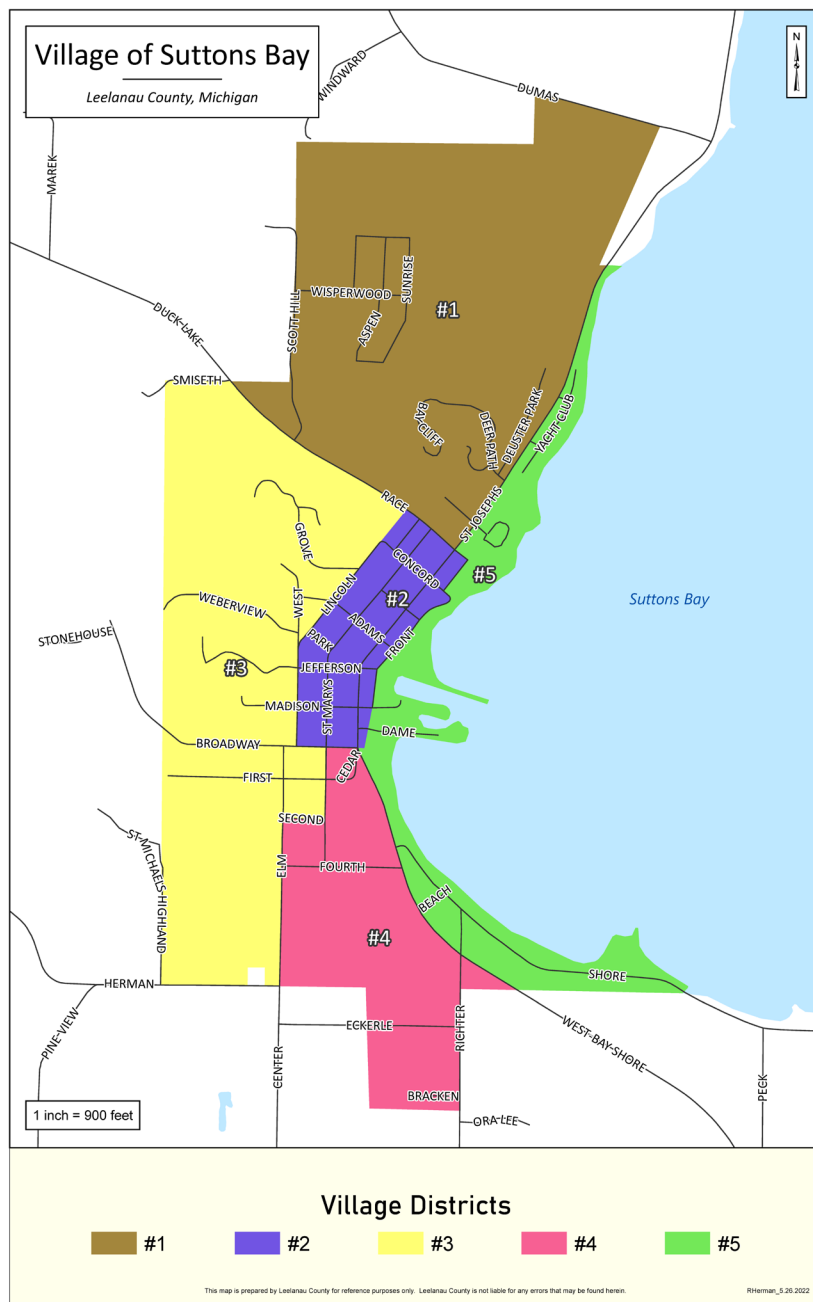 Village of Suttons Bay
Leelanau County, Michigan
N
WINDWARD
DUMAS
MAREK
DUCK LAKE
SCOTT HILL
WISPERWOOD
SUNRISE
ASPEN
#1
SMISETH
BAY CLIFF
DEER PATH
DEUSTER PARK
YACHT CLUB
RACE
ST JOSEPHS
GROVE
CONCORD
#5
WEST
LINCOLN
#2
Suttons Bay
WEBERVIEW
ADAMS
PARK
FRONT
STONEHOUSE
#3
JEFFERSON
ST MARYS
MADISON
DAME
BROADWAY
CEDAR
FIRST
SECOND
ST MICHAELS
HIGHLAND
ELM
FOURTH
BEACH
#4
HERMAN
SHORE
PINE VIEW
ECKERLE
RICHTER
WEST BAY SHORE
CENTER
BRACKEN
PECK
ORA LEE
1 inch = 900 feet
Village Districts
#1
#2
#3
#4
#5
This map is prepared by Leelanau County for reference purposes only. Leelanau County is not liable for any errors that may be found herein.
RHerman_5.26.2022